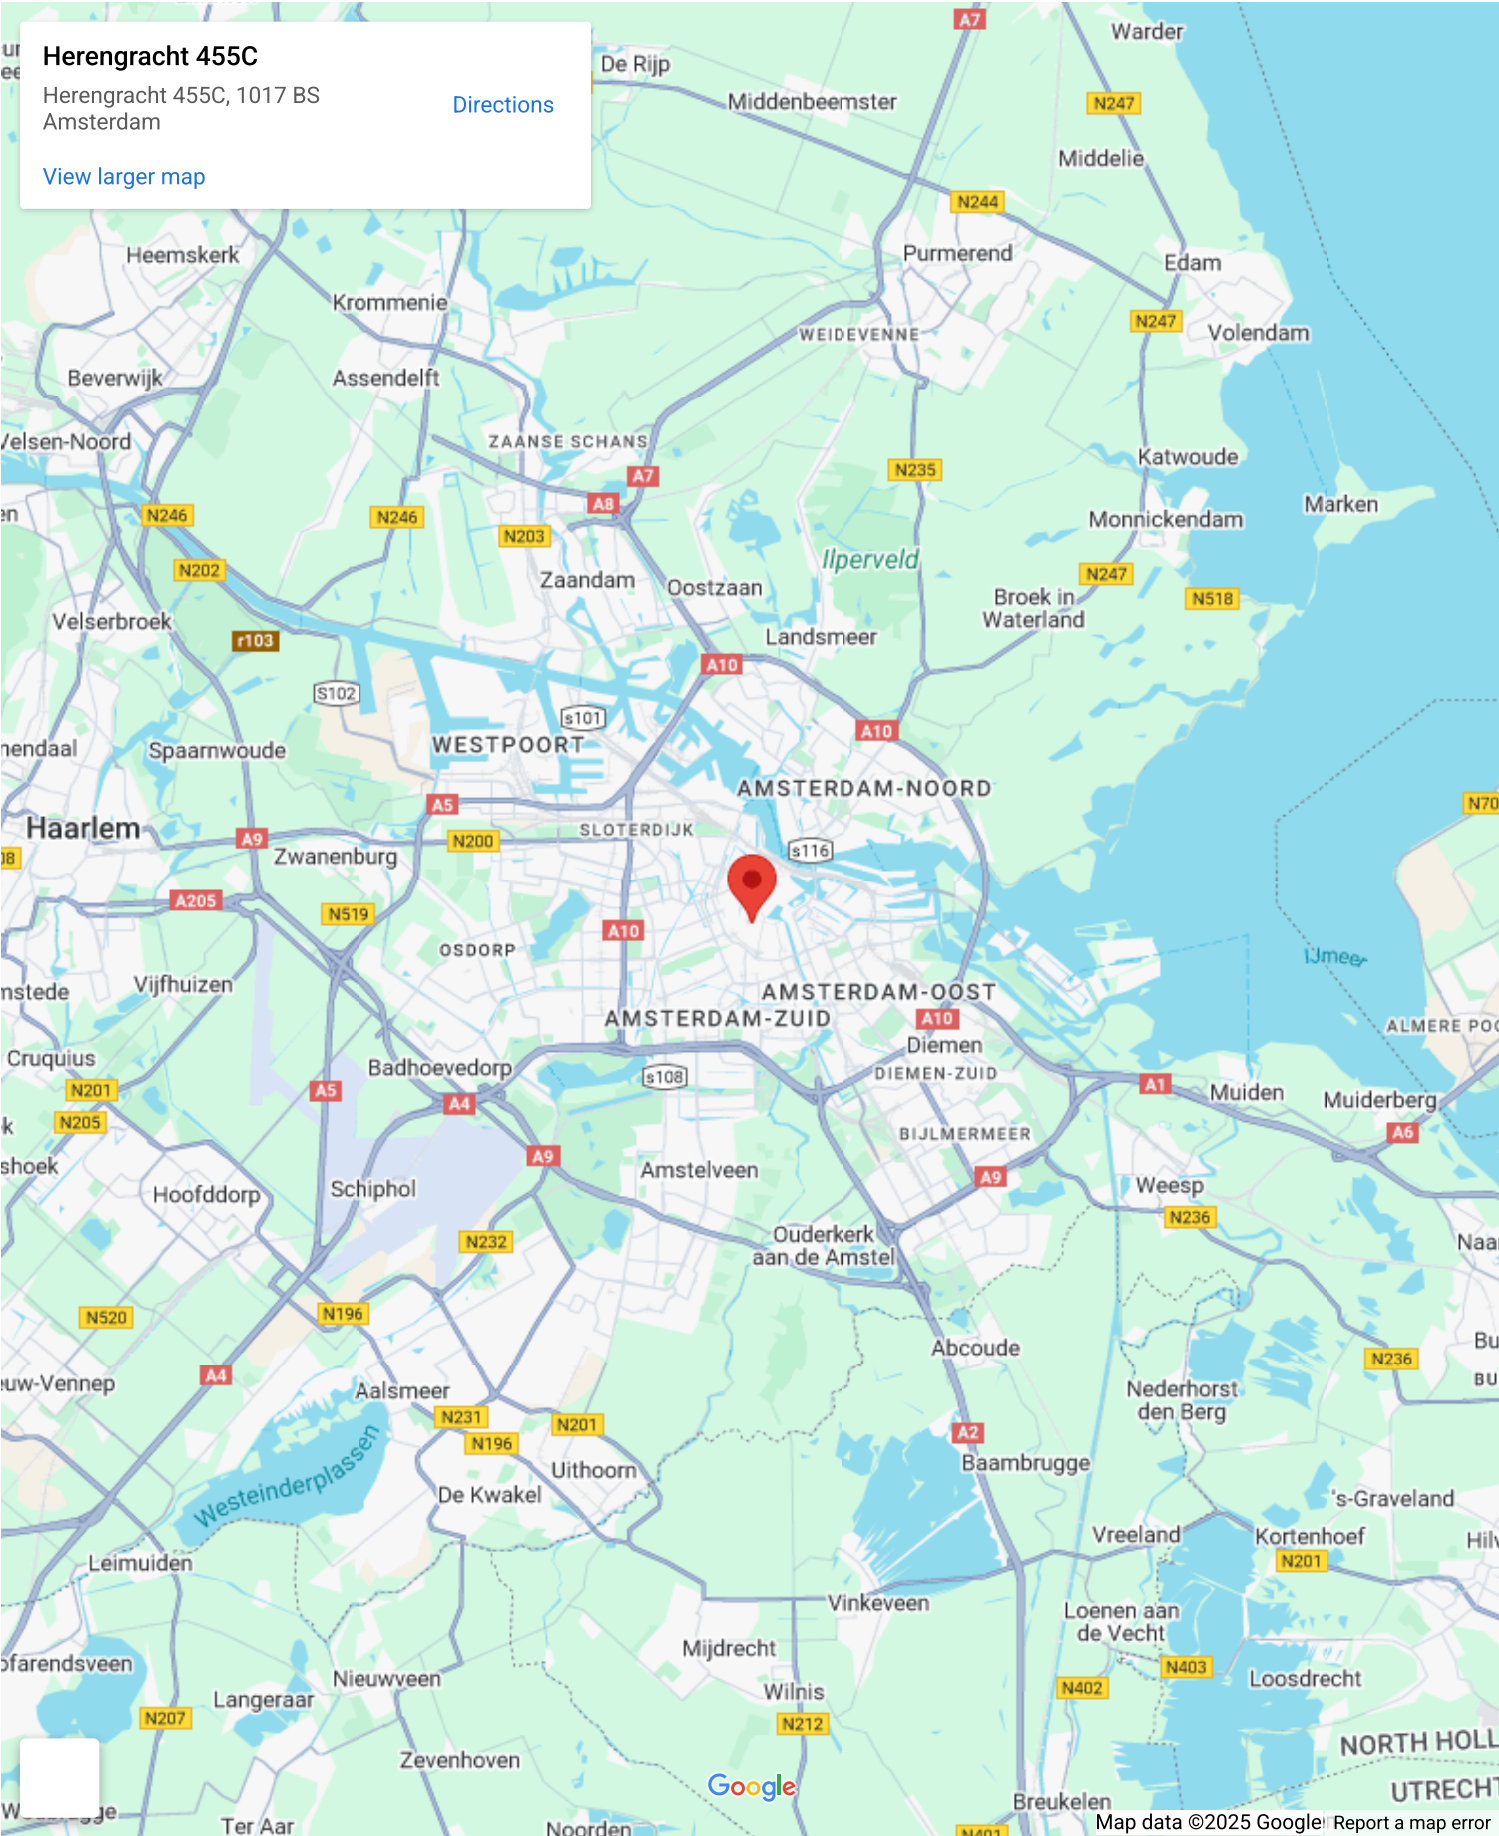 Herengracht 455C
Herengracht 455C, 1017 BS
Amsterdam
Directions
View larger map
A7
Warder
De Rijp
Middenbeemster
N247
Middelie
N244
Heemskerk
Purmerend
Edam
Krommenie
N247
WEIDEVENNE
Volendam
Beverwijk
Assendelft
Velsen-Noord
ZAANSE SCHANS
Katwoude
N235
A7
A8
Marken
N246
N246
Monnickendam
N203
Ilperveld
N202
Zaandam
Oostzaan
N247
Broek in
Waterland
N518
Velserbroek
r103
Landsmeer
A10
S102
s101
A10
WESTPOORT
Spaarnwoude
AMSTERDAM-NOORD
A5
N70
Haarlem
SLOTERDIJK
A9
N200
s116
Zwanenburg
A205
N519
A10
OSDORP
IJmeer
Vijfhuizen
AMSTERDAM-OOST
AMSTERDAM-ZUID
A10
ALMERE POO
Diemen
Cruquius
Badhoevedorp
DIEMEN-ZUID
s108
N201
A5
A4
A1
Muiden
Muiderberg
N205
BIJLMERMEER
A6
A9
Amstelveen
A9
Schiphol
Hoofddorp
Weesp
N236
Ouderkerk
aan de Amstel
N232
N520
N196
Abcoude
N236
A4
Aalsmeer
Nederhorst
den Berg
N231
N201
N196
A2
Baambrugge
Uithoorn
Westeinderplassen
De Kwakel
's-Graveland
Vreeland
Kortenhoef
N201
Leimuiden
Vinkeveen
Loenen aan
de Vecht
Mijdrecht
N403
Nieuwveen
Loosdrecht
N402
Langeraar
Wilnis
N207
N212
NORTH HOLL
Zevenhoven
Google
UTRECHT
Breukelen
Ter Aar
Noorden
Map data ©2025 Google
Report a map error